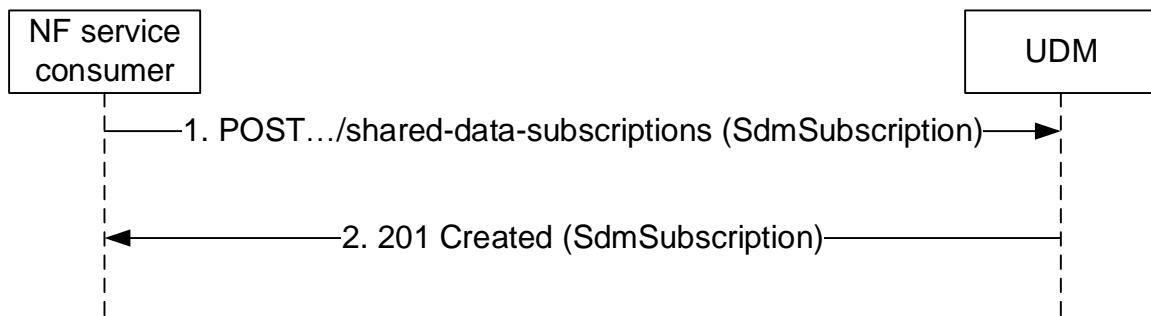 NF service
consumer
UDM
1. POST…/shared-data-subscriptions (SdmSubscription)
2. 201 Created (SdmSubscription)